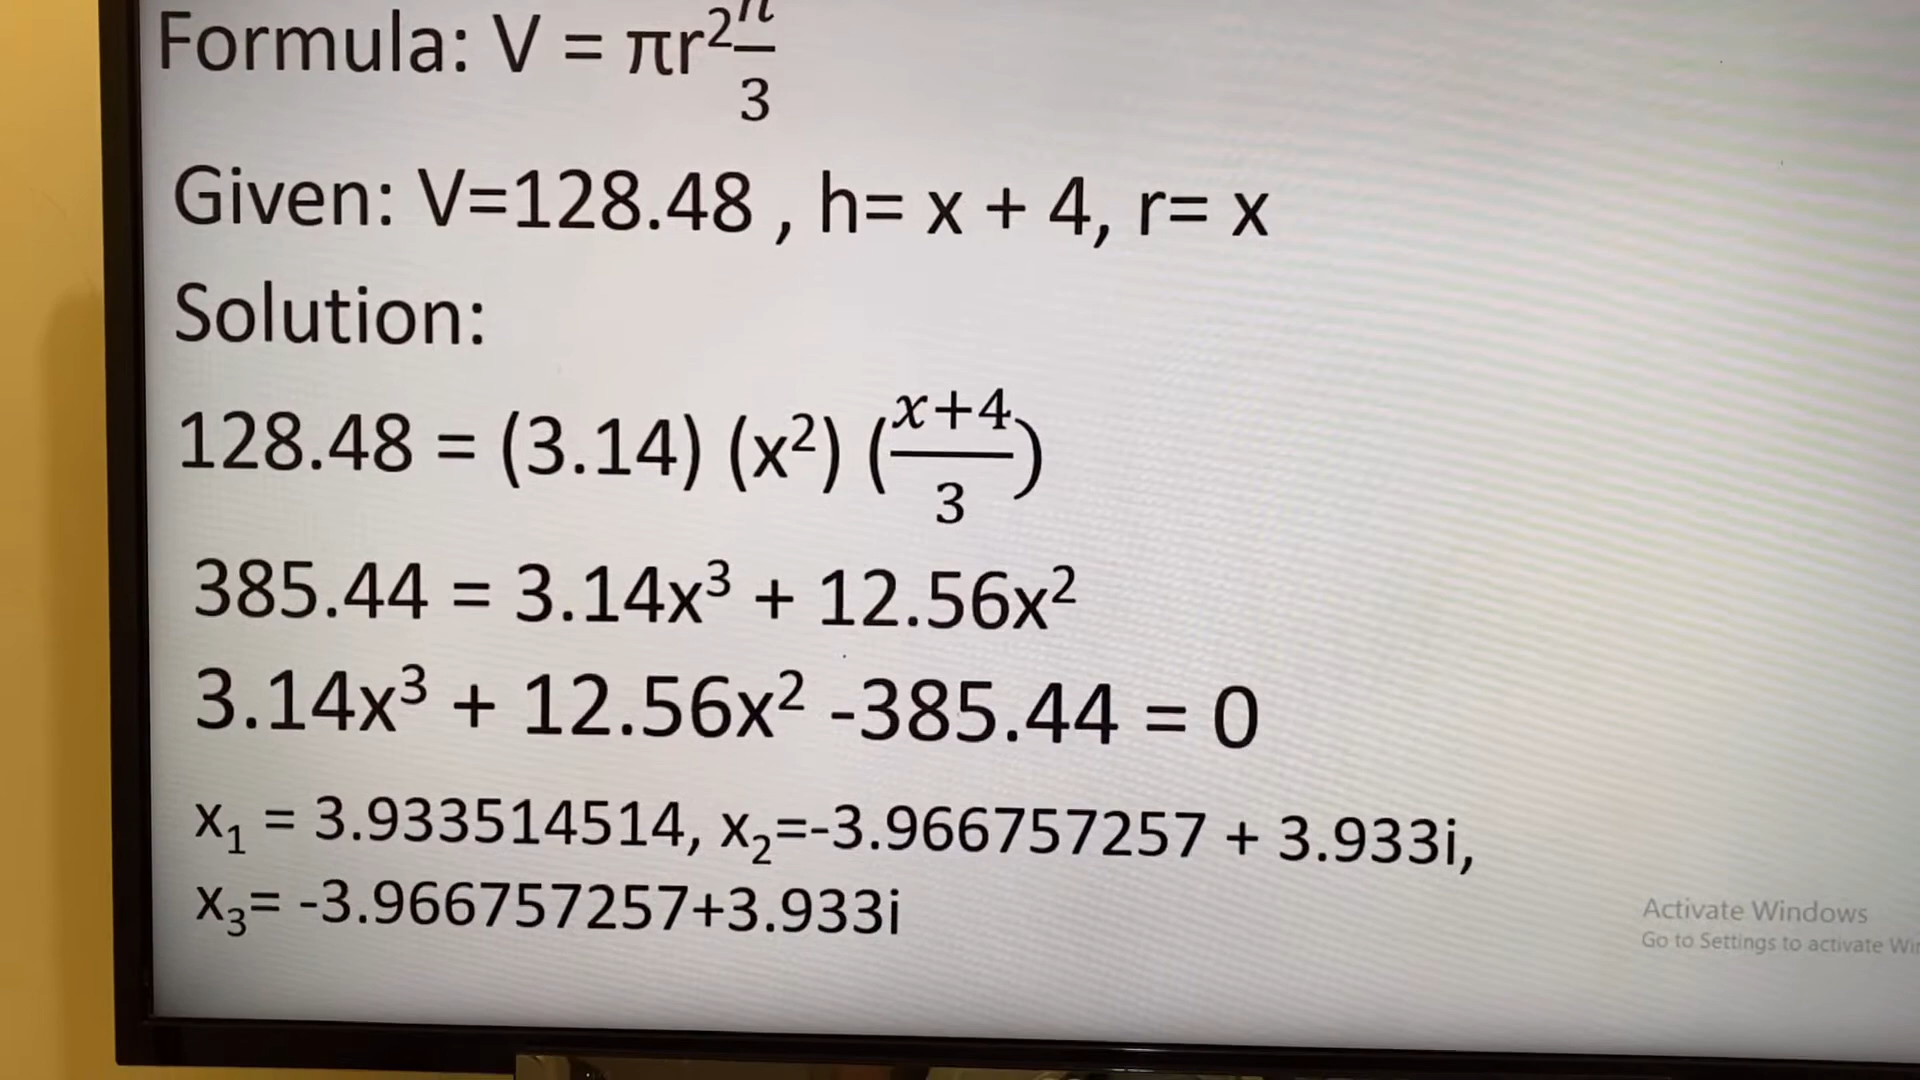 Formula: V = πr²h/3
Given: V=128.48 , h= x + 4, r= x
Solution:
128.48 = (3.14) (x²) (x+4/3)
385.44 = 3.14x³ + 12.56x²
3.14x³ + 12.56x² -385.44 = 0
x₁ = 3.933514514, x₂=-3.966757257 + 3.933i,
x₃= -3.966757257+3.933i
Activate Windows
Go to Settings to activate